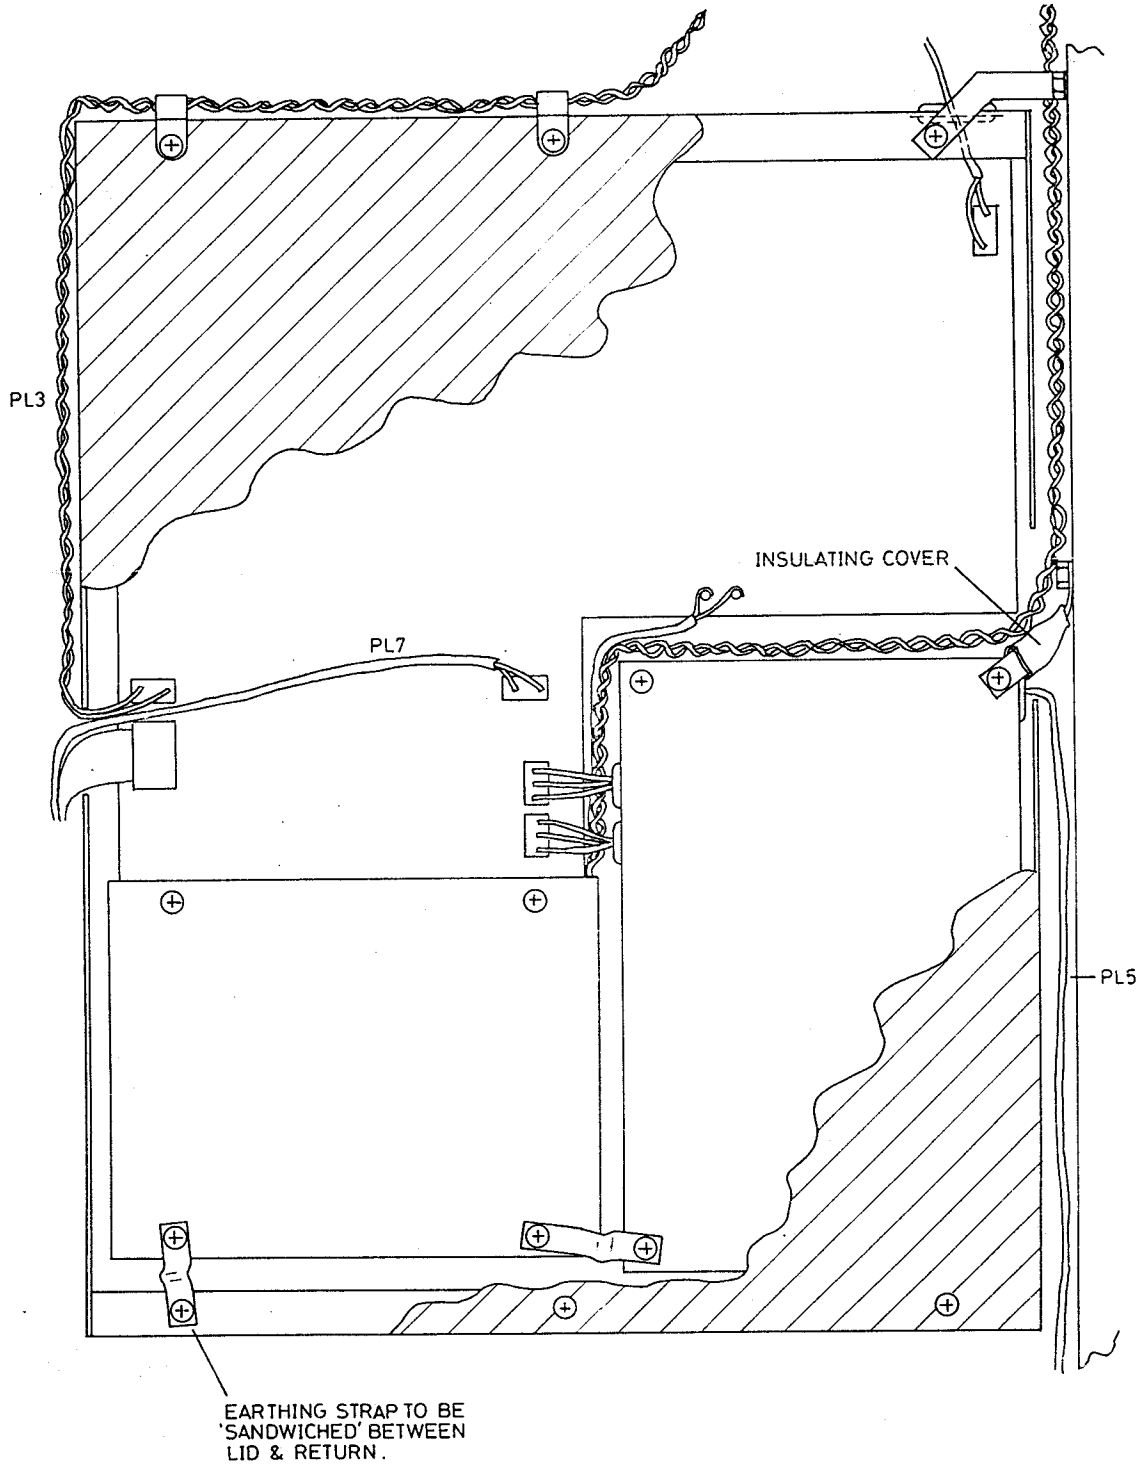 PL3
INSULATING COVER
PL7
PL5
EARTHING STRAP TO BE
'SANDWICHED' BETWEEN
LID & RETURN.